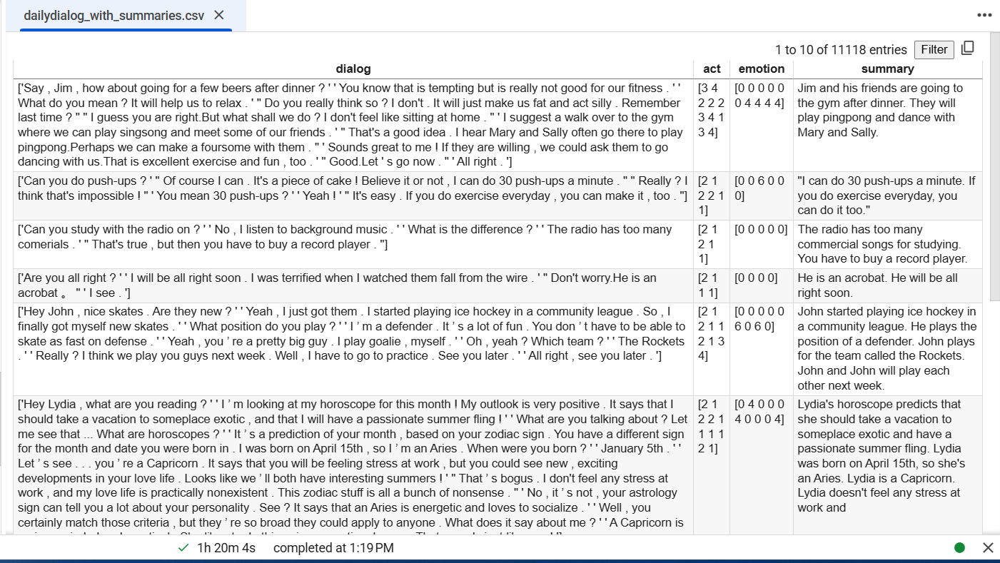 dailydialog_with_summaries.csv
1 to 10 of 11118 entries Filter
dialog act emotion summary
['Say , Jim , how about going for a few beers after dinner ? ' ' You know that is tempting but is really not good for our fitness . ' '
What do you mean ? It will help us to relax . ' " Do you really think so ? I don't . It will just make us fat and act silly . Remember
last time ? " " I guess you are right.But what shall we do ? I don't feel like sitting at home . " ' I suggest a walk over to the gym
where we can play singsong and meet some of our friends . ' " That's a good idea . I hear Mary and Sally often go there to play
pingpong.Perhaps we can make a foursome with them . " ' Sounds great to me ! If they are willing , we could ask them to go
dancing with us.That is excellent exercise and fun , too . ' " Good.Let ' s go now . " ' All right . ']
[3 4
2 2 2
3 4 1
3 4]
[0 0 0 0 0
0 4 4 4 4]
Jim and his friends are going to
the gym after dinner. They will
play pingpong and dance with
Mary and Sally.
['Can you do push-ups ? ' " Of course I can . It's a piece of cake ! Believe it or not , I can do 30 push-ups a minute . " " Really ? I
think that's impossible ! " ' You mean 30 push-ups ? ' ' Yeah ! ' " It's easy . If you do exercise everyday , you can make it , too . "]
[2 1
2 2 1
1]
[0 0 6 0 0
0]
"I can do 30 push-ups a minute. If
you do exercise everyday, you
can do it too."
['Can you study with the radio on ? ' ' No , I listen to background music . ' ' What is the difference ? ' ' The radio has too many
comerials . ' " That's true , but then you have to buy a record player . "]
[2 1
2 1
1]
[0 0 0 0 0]
The radio has too many
commercial songs for studying.
You have to buy a record player.
['Are you all right ? ' ' I will be all right soon . I was terrified when I watched them fall from the wire . ' " Don't worry.He is an
acrobat 。 " ' I see . ']
[2 1
1 1]
[0 0 0 0]
He is an acrobat. He will be all
right soon.
['Hey John , nice skates . Are they new ? ' ' Yeah , I just got them . I started playing ice hockey in a community league . So , I
finally got myself new skates . ' ' What position do you play ? ' ' I ’ m a defender . It ’ s a lot of fun . You don ’ t have to be able to
skate as fast on defense . ' ' Yeah , you ’ re a pretty big guy . I play goalie , myself . ' ' Oh , yeah ? Which team ? ' ' The Rockets
. ' ' Really ? I think we play you guys next week . Well , I have to go to practice . See you later . ' ' All right , see you later . ']
[2 1
2 1 1
2 1 3
4]
[0 0 0 0 0
6 0 6 0]
John started playing ice hockey in
a community league. He plays the
position of a defender. John plays
for the team called the Rockets.
John and John will play each
other next week.
['Hey Lydia , what are you reading ? ' ' I ’ m looking at my horoscope for this month ! My outlook is very positive . It says that I
should take a vacation to someplace exotic , and that I will have a passionate summer fling ! ' ' What are you talking about ? Let
me see that ... What are horoscopes ? ' ' It ’ s a prediction of your month , based on your zodiac sign . You have a different sign
for the month and date you were born in . I was born on April 15th , so I ’ m an Aries . When were you born ? ' ' January 5th . ' '
Let ’ s see . . . you ’ re a Capricorn . It says that you will be feeling stress at work , but you could see new , exciting
developments in your love life . Looks like we ’ ll both have interesting summers ! ' " That ’ s bogus . I don't feel any stress at
work , and my love life is practically nonexistent . This zodiac stuff is all a bunch of nonsense . " ' No , it ’ s not , your astrology
sign can tell you a lot about your personality . See ? It says that an Aries is energetic and loves to socialize . ' ' Well , you
certainly match those criteria , but they ’ re so broad they could apply to anyone . What does it say about me ? ' ' A Capricorn is
[2 1
2 2 1
1 1 1
2 1]
[0 4 0 0 0
4 0 0 0 4]
Lydia's horoscope predicts that
she should take a vacation to
someplace exotic and have a
passionate summer fling. Lydia
was born on April 15th, so she's
an Aries. Lydia is a Capricorn.
Lydia doesn't feel any stress at
work and
1h 20m 4s completed at 1:19 PM